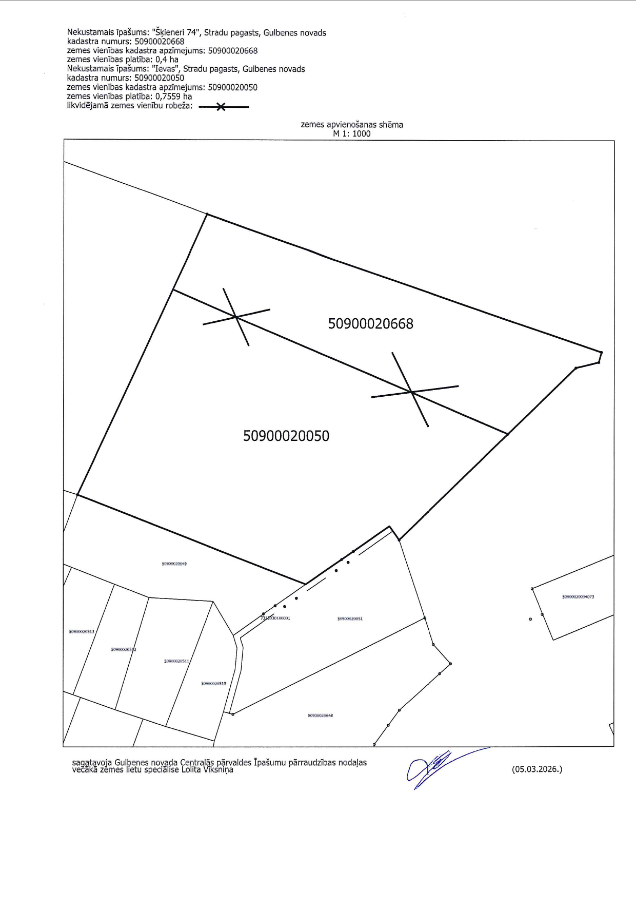 Nekustamais īpašums: "Šķieneri 74", Stradu pagasts, Gulbenes novads
kadastra numurs: 50900020668
zemes vienības kadastra apzīmejums: 50900020668
zemes vienības platība: 0,4 ha
Nekustamais īpašums: "Ievas", Stradu pagasts, Gulbenes novads
kadastra numurs: 50900020050
zemes vienības kadastra apzīmejums: 50900020050
zemes vienības platība: 0,7559 ha
likvidējamā zemes vienību robeža:
zemes apvienošanas shēma
M 1: 1000
50900020668
50900020050
sagatavoja Gulbenes novada Centrālās pārvaldes Īpašumu pārraudzības nodaļas
vecākā zemes lietu speciālise Lolita Vīksniņa
(05.03.2026.)